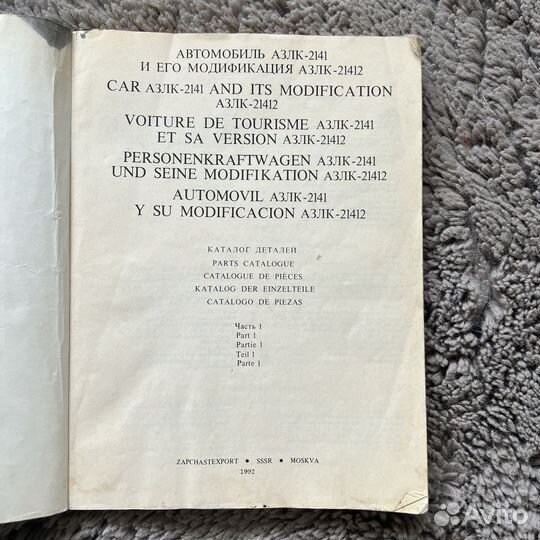 АВТОМОБИЛЬ АЗЛК-2141
И ЕГО МОДИФИКАЦИЯ АЗЛК-21412
CAR АЗЛК-2141 AND ITS MODIFICATION
АЗЛК-21412
VOITURE DE TOURISME АЗЛК-2141
ET SA VERSION АЗЛК-21412
PERSONENKRAFTWAGEN АЗЛК-2141
UND SEINE MODIFIKATION АЗЛК-21412
AUTOMOVIL АЗЛК-2141
Y SU MODIFICACION АЗЛК-21412
КАТАЛОГ ДЕТАЛЕЙ
PARTS CATALOGUE
CATALOGUE DE PIÈCES
KATALOG DER EINZELTEILE
CATALOGO DE PIEZAS
Часть 1
Part 1
Partie 1
Teil 1
Parte 1
ZAPCHASTEXPORT • SSSR • MOSKVA
1992
Avito